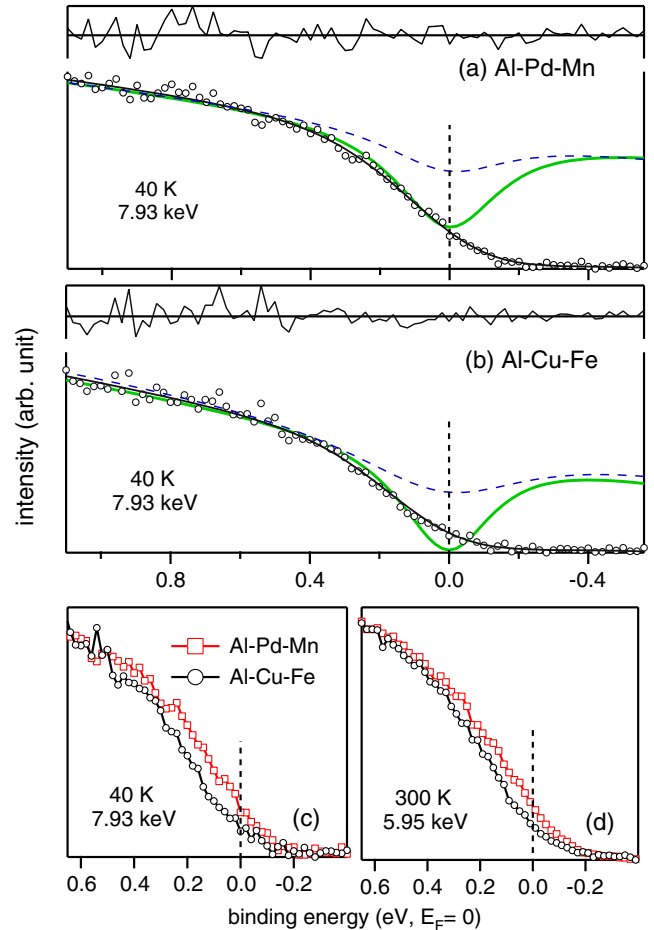 (a) Al-Pd-Mn
40 K
7.93 keV
(b) Al-Cu-Fe
40 K
7.93 keV
0.8 0.4 0.0 -0.4
intensity (arb. unit)
Al-Pd-Mn
Al-Cu-Fe
40 K
7.93 keV
(c)
300 K
5.95 keV
(d)
0.6 0.4 0.2 0.0 -0.2
0.6 0.4 0.2 0.0 -0.2
binding energy (eV, E_F= 0)